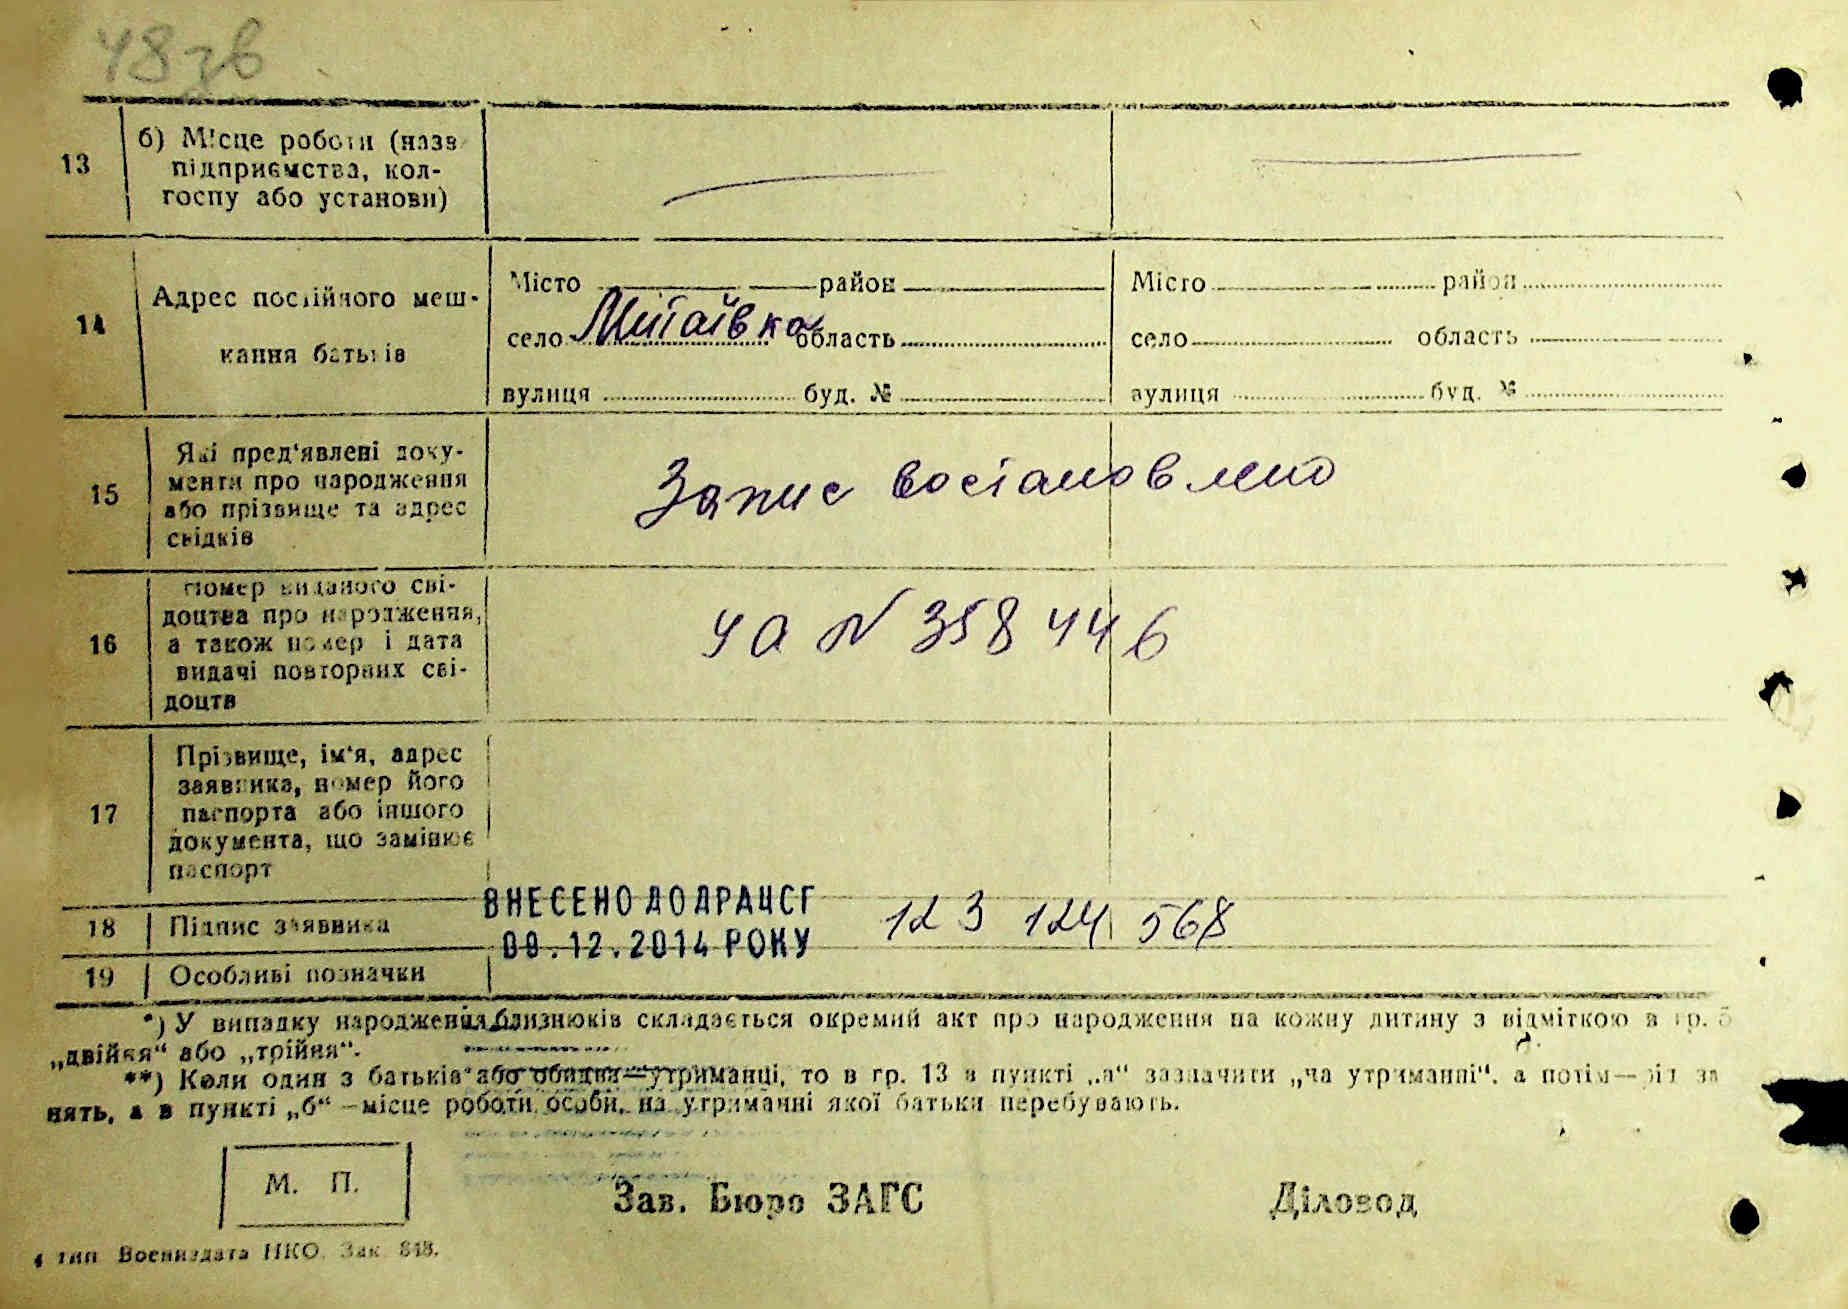 48зв
13
б) Місце роботи (назв
підприємства, кол-
госпу або установи)
14
Адрес постійного меш-
кання батьків
Місто район
село Митаївка область
вулиця буд. №
Місто район
село область
вулиця буд. №
15
Які пред'явлені доку-
менти про народження
або прізвище та адрес
свідків
Запис востановлено
16
Номер виданого сві-
доцтва про народження,
а також номер і дата
видачі повторних сві-
доцтв
УА N 358446
17
Прізвище, ім'я, адрес
заявника, номер його
паспорта або іншого
документа, що замінює
паспорт
18 Підпис заявника
ВНЕСЕНО ДО ДРАЦСГ
09.12.2014 РОКУ
123 124 568
19 Особливі позначки
*) У випадку народження близнюків складається окремий акт про народження на кожну дитину з відміткою в гр. 5
„двійня“ або „трійня“.
**) Коли один з батьків або обидва утриманці, то в гр. 13 в пункті „а“ зазначити „на утриманні“, а потім—рід за
нять, а в пункті „б“—місце роботи особи, на утриманні якої батьки перебувають.
М. П.
Зав. Бюро ЗАГС
Діловод
4 тип Воениздата НКО. Зак. 848.